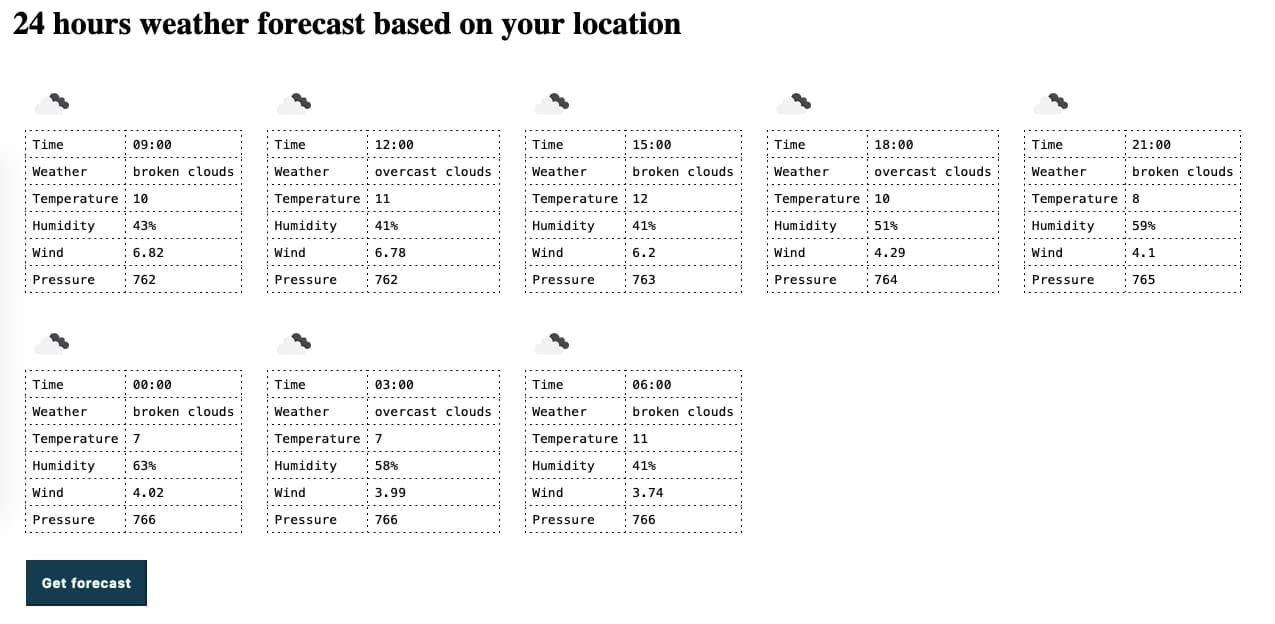 24 hours weather forecast based on your location
Time 09:00
Weather broken clouds
Temperature 10
Humidity 43%
Wind 6.82
Pressure 762
Time 12:00
Weather overcast clouds
Temperature 11
Humidity 41%
Wind 6.78
Pressure 762
Time 15:00
Weather broken clouds
Temperature 12
Humidity 41%
Wind 6.2
Pressure 763
Time 18:00
Weather overcast clouds
Temperature 10
Humidity 51%
Wind 4.29
Pressure 764
Time 21:00
Weather broken clouds
Temperature 8
Humidity 59%
Wind 4.1
Pressure 765
Time 00:00
Weather broken clouds
Temperature 7
Humidity 63%
Wind 4.02
Pressure 766
Time 03:00
Weather overcast clouds
Temperature 7
Humidity 58%
Wind 3.99
Pressure 766
Time 06:00
Weather broken clouds
Temperature 11
Humidity 41%
Wind 3.74
Pressure 766
Get forecast